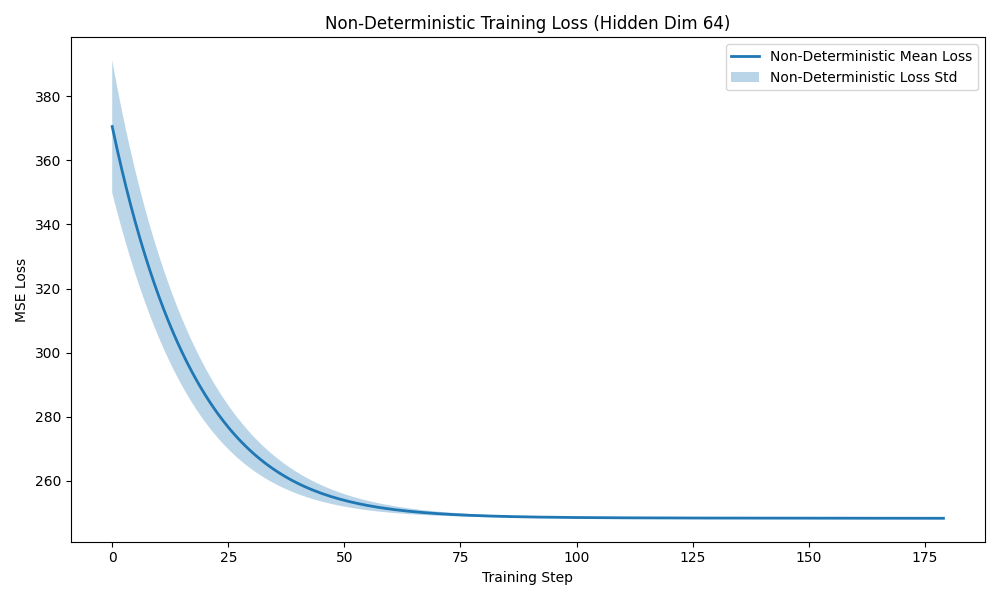 Non-Deterministic Training Loss (Hidden Dim 64)
Non-Deterministic Mean Loss
Non-Deterministic Loss Std
MSE Loss
380
360
340
320
300
280
260
0 25 50 75 100 125 150 175
Training Step